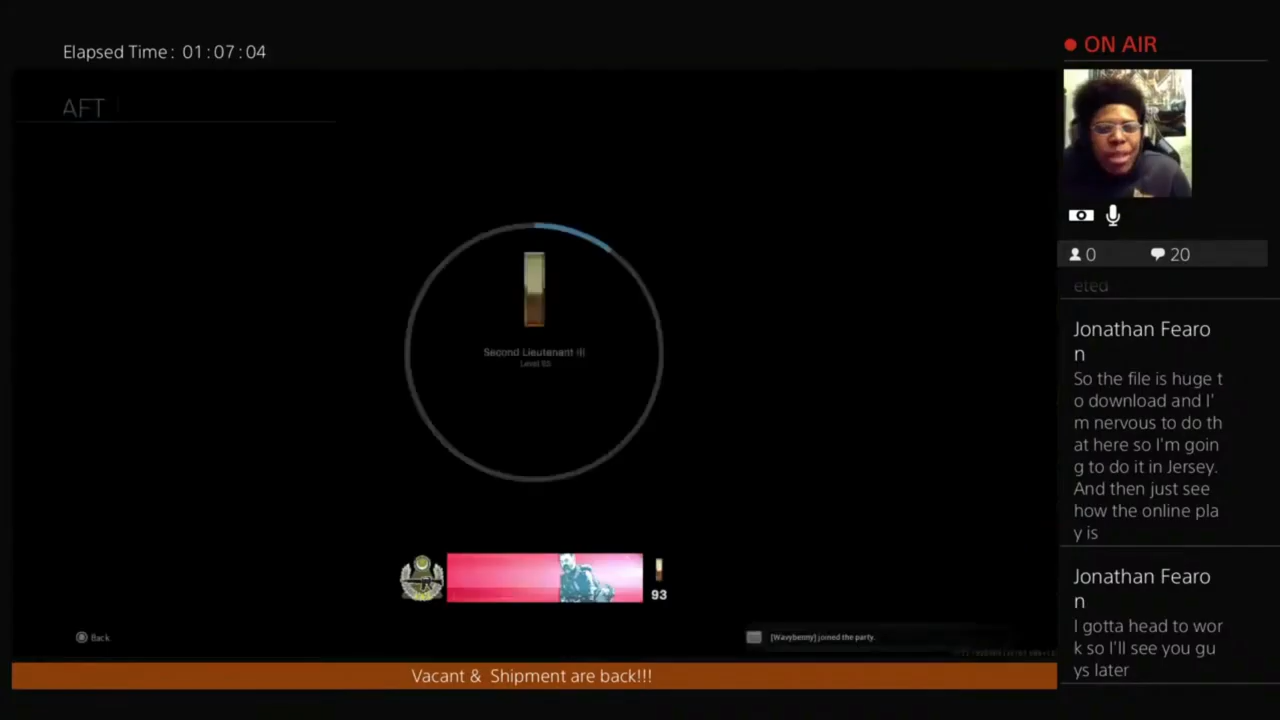 Elapsed Time: 01:07:04
ON AIR
AFT
0
20
eted
Second Lieutenant III
Jonathan Fearo
n
So the file is huge t
o download and I'
m nervous to do th
at here so I'm goin
g to do it in Jersey.
And then just see
how the online pla
y is
Jonathan Fearo
n
I gotta head to wor
k so I'll see you gu
ys later
93
Back
[Wavybenny] joined the party.
Vacant & Shipment are back!!!